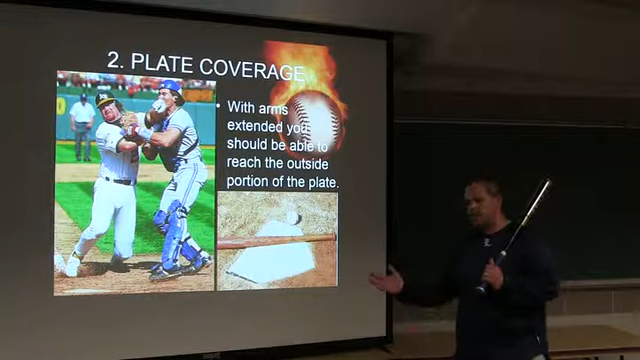 2. PLATE COVERAGE
• With arms
extended you
should be able to
reach the outside
portion of the plate.